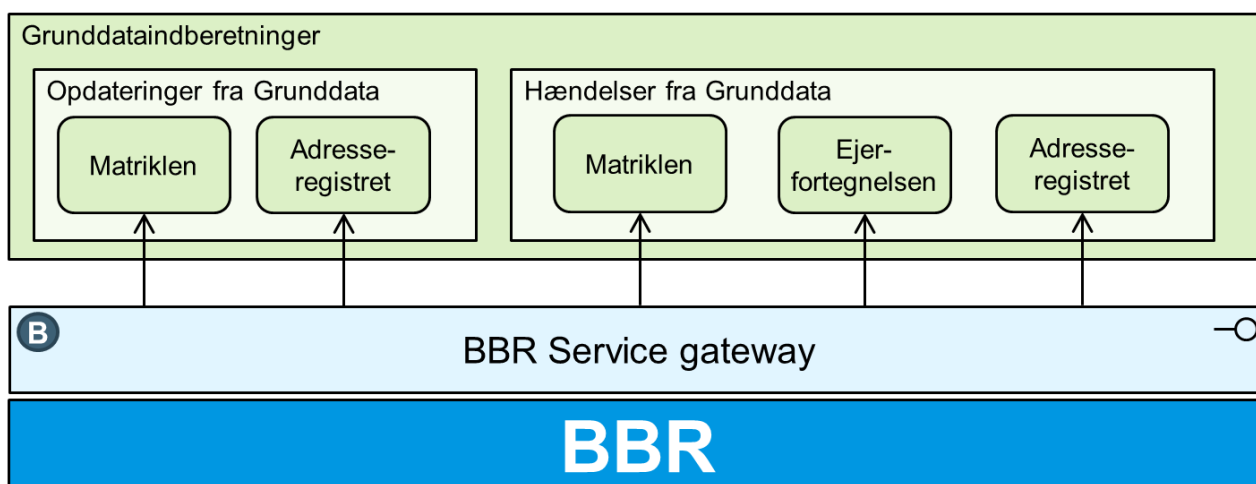 Grunddataindberetninger
Opdateringer fra Grunddata
Matriklen
Adresse-
registret
Hændelser fra Grunddata
Matriklen
Ejer-
fortegnelsen
Adresse-
registret
B
BBR Service gateway
BBR